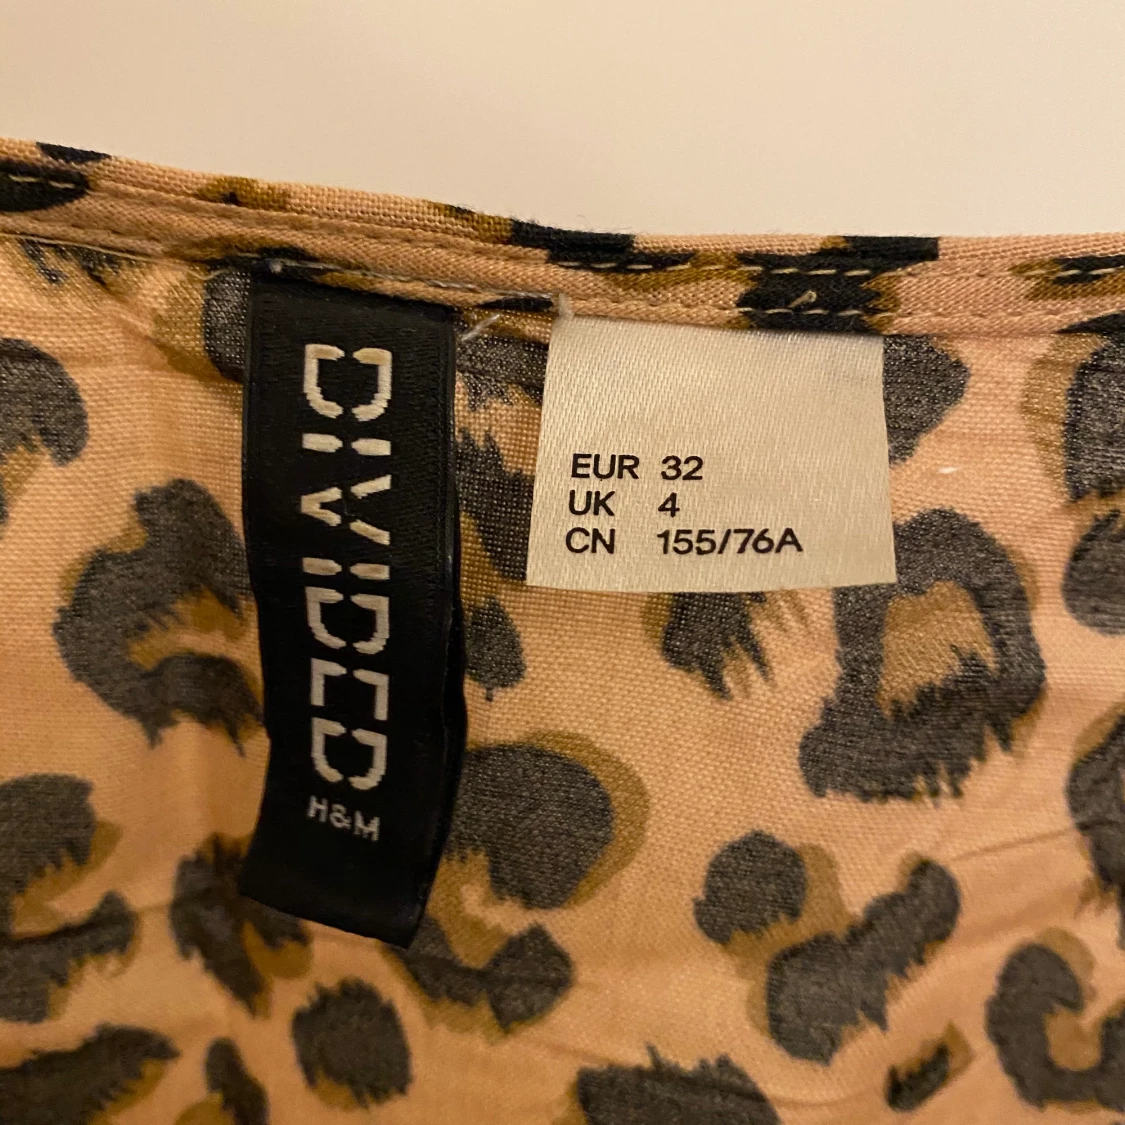 DIVIDED
H&M
EUR 32
UK 4
CN 155/76A